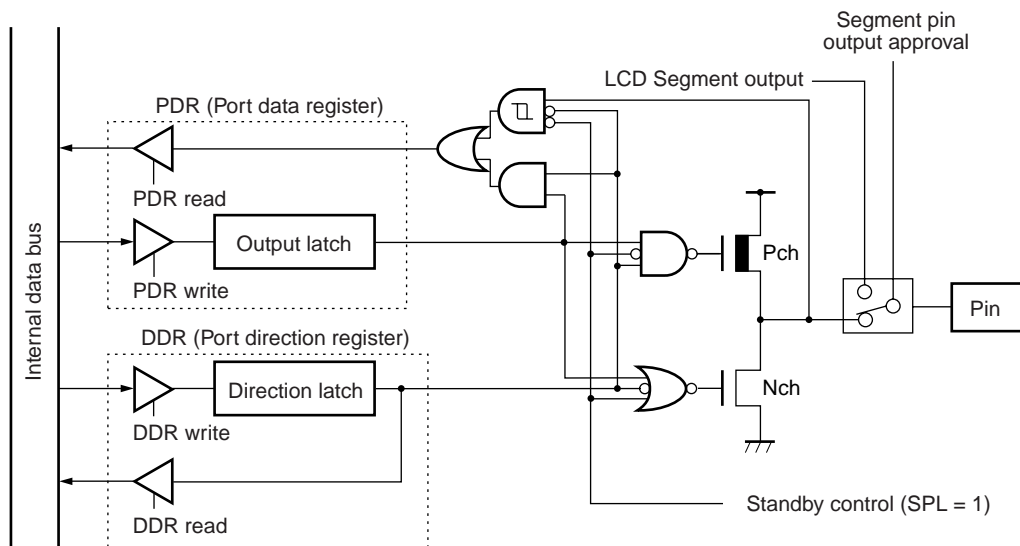 Segment pin
output approval
LCD Segment output
PDR (Port data register)
PDR read
Output latch
PDR write
Pch
Pin
Internal data bus
DDR (Port direction register)
Direction latch
Nch
DDR write
Standby control (SPL = 1)
DDR read